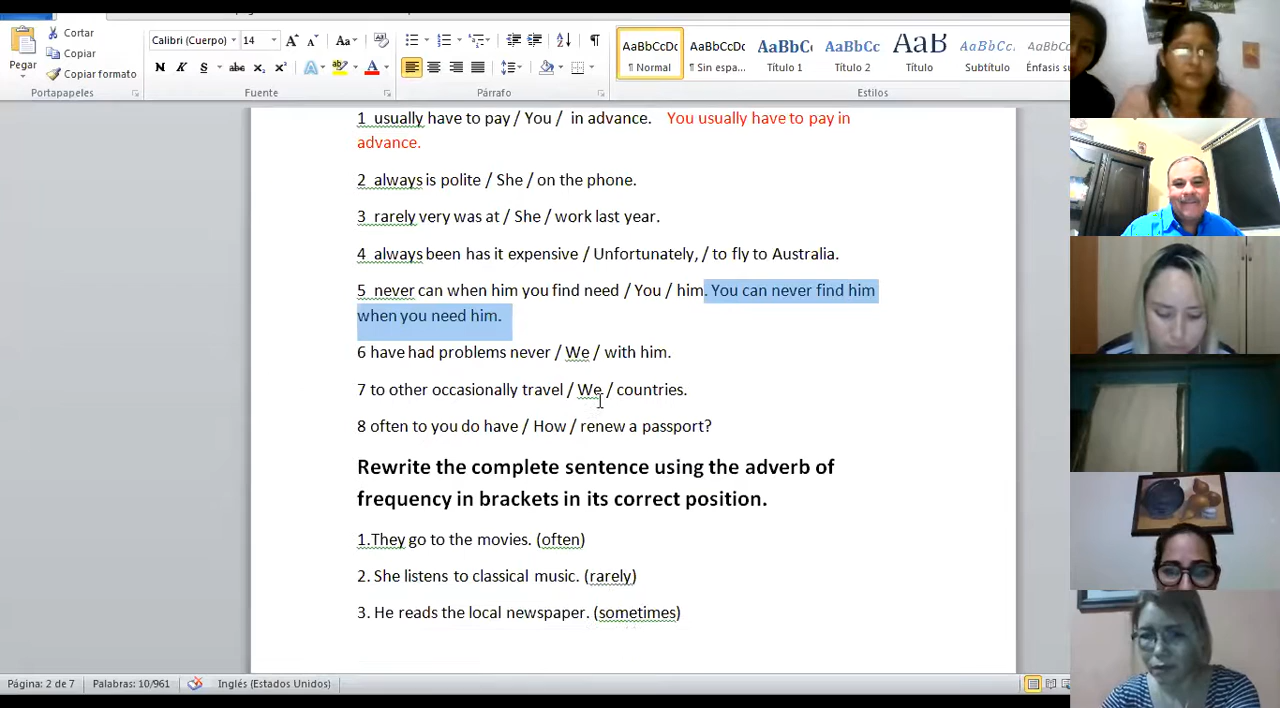 Cortar
Calibri (Cuerpo) 14 Aa
AaBbCcDc AaBbCcDc AaBbC AaBbCc AaB AaBbCc AaBbCc
Copiar
Pegar
Copiar formato
N K S abc x₂ x² A ab A
¶ Normal ¶ Sin espa... Título 1 Título 2 Título Subtítulo Énfasis
Portapapeles Fuente Párrafo Estilos
1 usually have to pay / You / in advance. You usually have to pay in
advance.
2 always is polite / She / on the phone.
3 rarely very was at / She / work last year.
4 always been has it expensive / Unfortunately, / to fly to Australia.
5 never can when him you find need / You / him. You can never find him
when you need him.
6 have had problems never / We / with him.
7 to other occasionally travel / We / countries.
8 often to you do have / How / renew a passport?
Rewrite the complete sentence using the adverb of
frequency in brackets in its correct position.
1.They go to the movies. (often)
2. She listens to classical music. (rarely)
3. He reads the local newspaper. (sometimes)
Página: 2 de 7 Palabras: 10/961 Inglés (Estados Unidos)